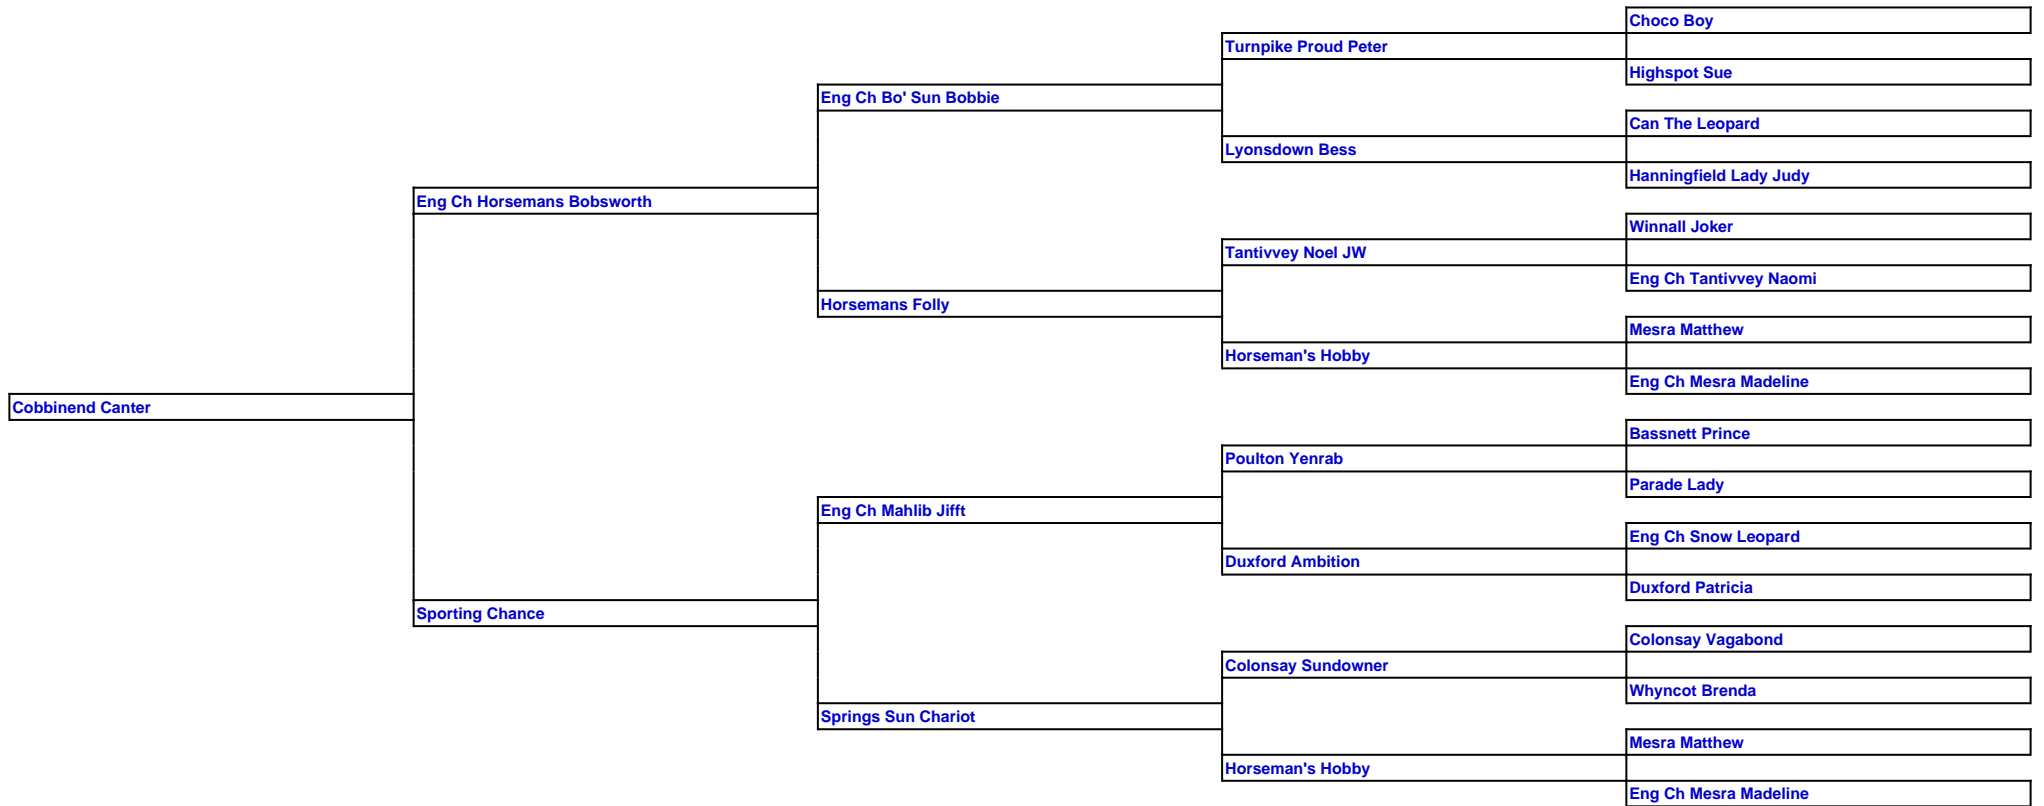 Choco Boy
Turnpike Proud Peter
Highspot Sue
Eng Ch Bo' Sun Bobbie
Can The Leopard
Lyonsdown Bess
Hanningfield Lady Judy
Eng Ch Horsemans Bobsworth
Winnall Joker
Tantivvey Noel JW
Eng Ch Tantivvey Naomi
Horsemans Folly
Mesra Matthew
Horseman's Hobby
Eng Ch Mesra Madeline
Cobbinend Canter
Bassnett Prince
Poulton Yenrab
Parade Lady
Eng Ch Mahlib Jifft
Eng Ch Snow Leopard
Duxford Ambition
Duxford Patricia
Sporting Chance
Colonsay Vagabond
Colonsay Sundowner
Whyncot Brenda
Springs Sun Chariot
Mesra Matthew
Horseman's Hobby
Eng Ch Mesra Madeline